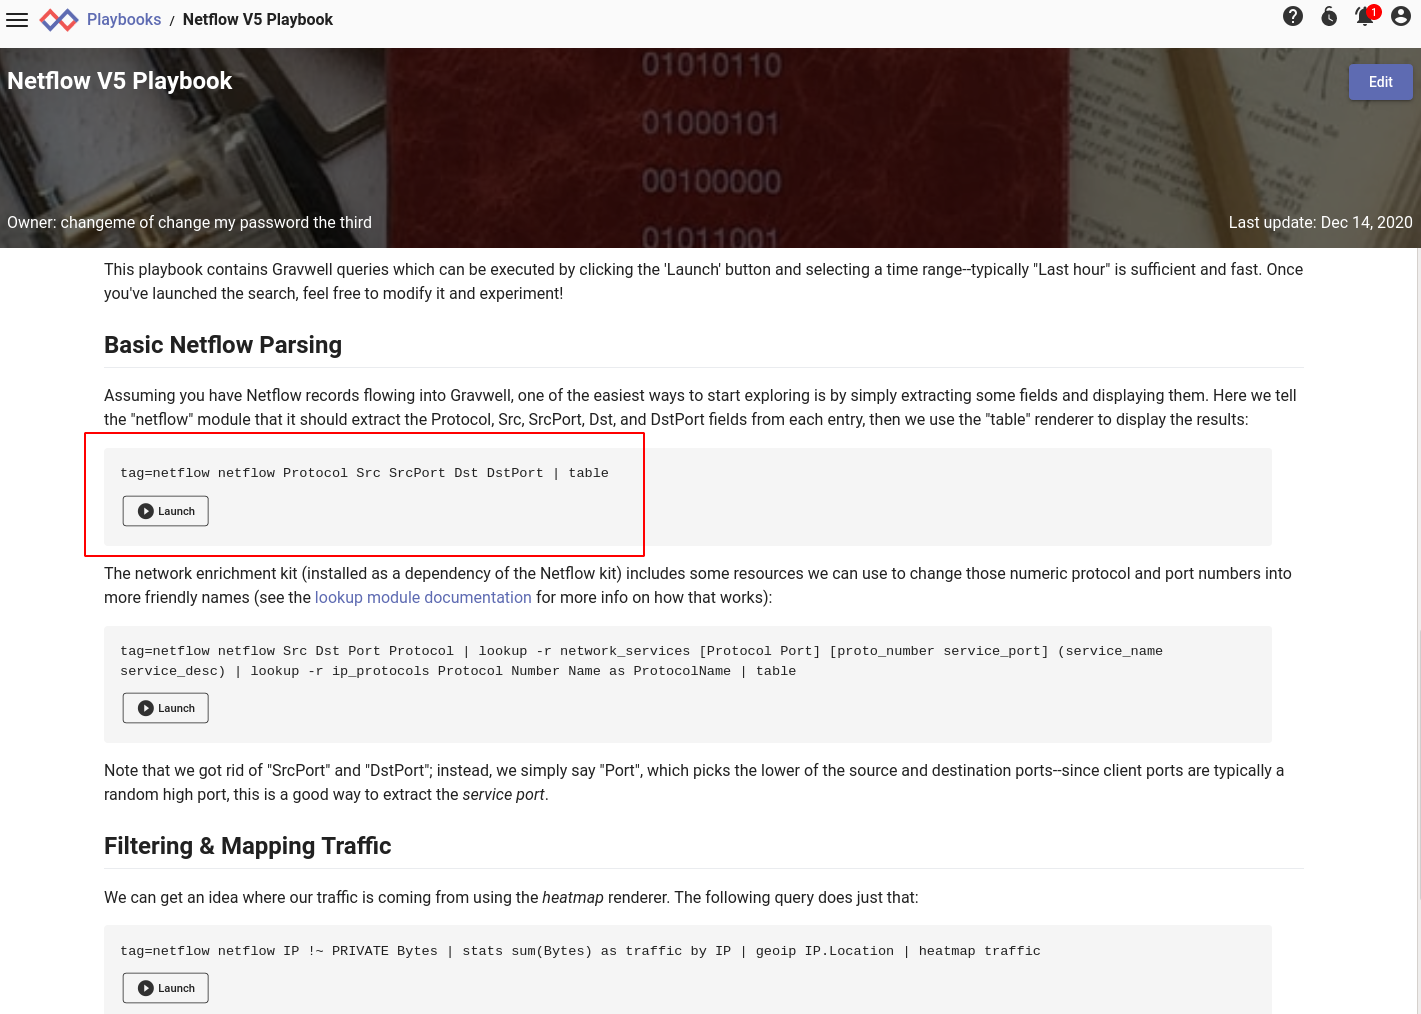 Playbooks / Netflow V5 Playbook
1
01010110
Netflow V5 Playbook
Edit
01000101
00100000
Owner: changeme of change my password the third
Last update: Dec 14, 2020
01011001
This playbook contains Gravwell queries which can be executed by clicking the 'Launch' button and selecting a time range--typically "Last hour" is sufficient and fast. Once
you've launched the search, feel free to modify it and experiment!
Basic Netflow Parsing
Assuming you have Netflow records flowing into Gravwell, one of the easiest ways to start exploring is by simply extracting some fields and displaying them. Here we tell
the "netflow" module that it should extract the Protocol, Src, SrcPort, Dst, and DstPort fields from each entry, then we use the "table" renderer to display the results:
tag=netflow netflow Protocol Src SrcPort Dst DstPort | table
Launch
The network enrichment kit (installed as a dependency of the Netflow kit) includes some resources we can use to change those numeric protocol and port numbers into
more friendly names (see the lookup module documentation for more info on how that works):
tag=netflow netflow Src Dst Port Protocol | lookup -r network_services [Protocol Port] [proto_number service_port] (service_name
service_desc) | lookup -r ip_protocols Protocol Number Name as ProtocolName | table
Launch
Note that we got rid of "SrcPort" and "DstPort"; instead, we simply say "Port", which picks the lower of the source and destination ports--since client ports are typically a
random high port, this is a good way to extract the service port.
Filtering & Mapping Traffic
We can get an idea where our traffic is coming from using the heatmap renderer. The following query does just that:
tag=netflow netflow IP !~ PRIVATE Bytes | stats sum(Bytes) as traffic by IP | geoip IP.Location | heatmap traffic
Launch